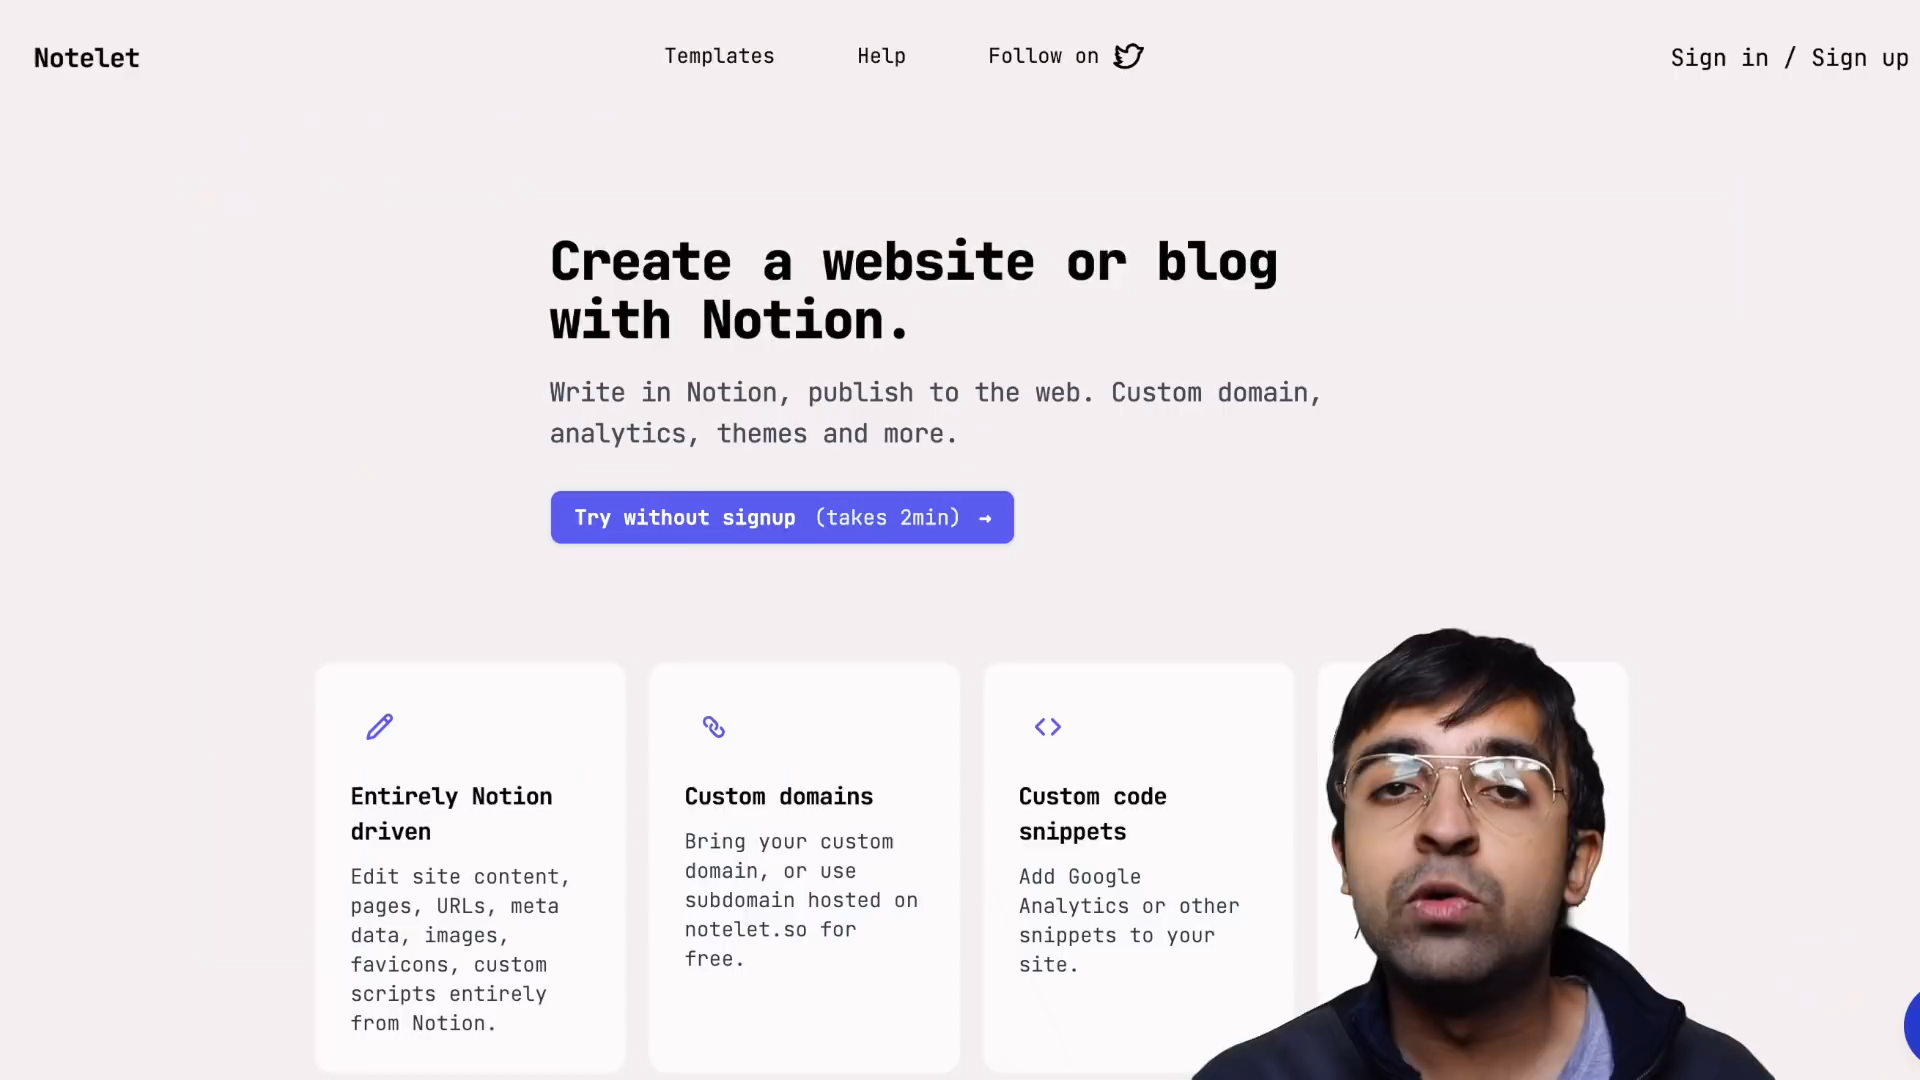 Notelet
Templates
Help
Follow on
Sign in / Sign up
Create a website or blog
with Notion.
Write in Notion, publish to the web. Custom domain,
analytics, themes and more.
Try without signup (takes 2min) →
Entirely Notion
driven
Edit site content,
pages, URLs, meta
data, images,
favicons, custom
scripts entirely
from Notion.
Custom domains
Bring your custom
domain, or use
subdomain hosted on
notelet.so for
free.
Custom code
snippets
Add Google
Analytics or other
snippets to your
site.